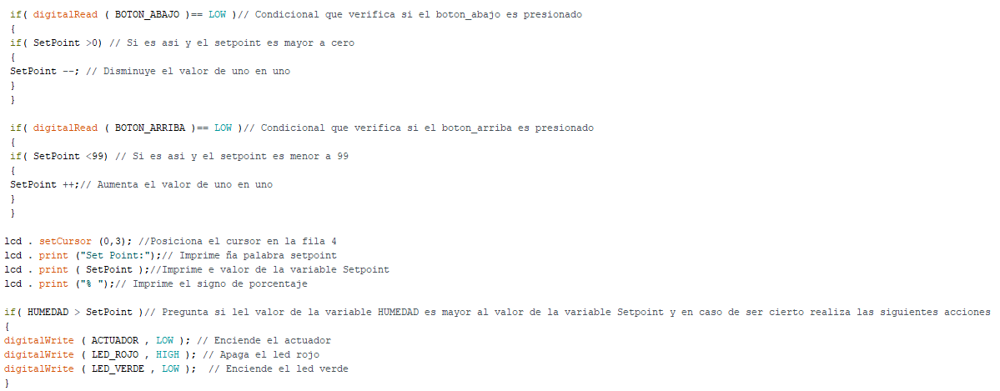 if( digitalRead ( BOTON_ABAJO )== LOW )// Condicional que verifica si el boton_abajo es presionado
{
if( SetPoint >0) // Si es asi y el setpoint es mayor a cero
{
SetPoint --; // Disminuye el valor de uno en uno
}
}
if( digitalRead ( BOTON_ARRIBA )== LOW )// Condicional que verifica si el boton_arriba es presionado
{
if( SetPoint <99) // Si es asi y el setpoint es menor a 99
{
SetPoint ++;// Aumenta el valor de uno en uno
}
}
lcd . setCursor (0,3); //Posiciona el cursor en la fila 4
lcd . print ("Set Point:");// Imprime ña palabra setpoint
lcd . print ( SetPoint );//Imprime e valor de la variable Setpoint
lcd . print ("% ");// Imprime el signo de porcentaje
if( HUMEDAD > SetPoint )// Pregunta si lel valor de la variable HUMEDAD es mayor al valor de la variable Setpoint y en caso de ser cierto realiza las siguientes acciones
{
digitalWrite ( ACTUADOR , LOW ); // Enciende el actuador
digitalWrite ( LED_ROJO , HIGH ); // Apaga el led rojo
digitalWrite ( LED_VERDE , LOW );  // Enciende el led verde
}